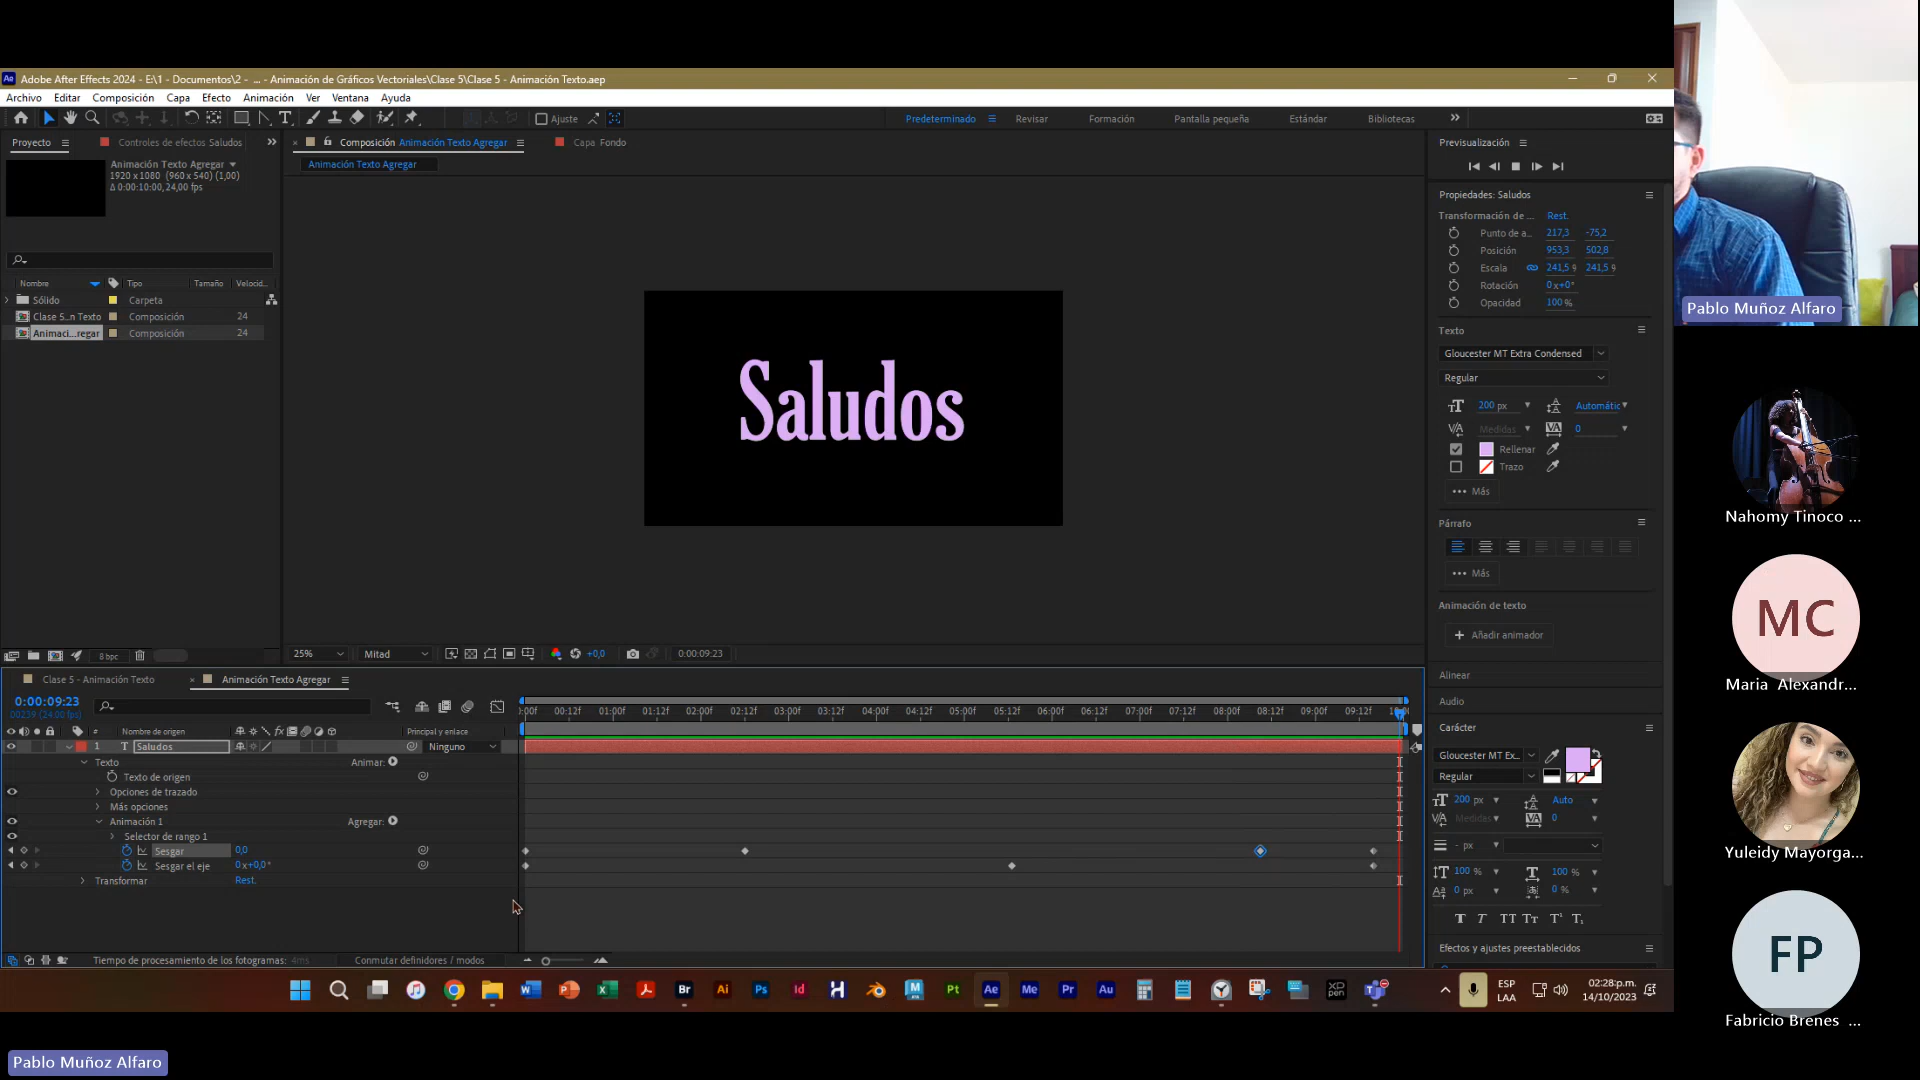 Adobe After Effects 2024 - E:\1 - Documentos\2 - ... - Animación de Gráficos Vectoriales\Clase 5\Clase 5 - Animación Texto.aep
Archivo Editar Composición Capa Efecto Animación Ver Ventana Ayuda
Ajuste
Predeterminado Revisar Formación Pantalla pequeña Estándar Bibliotecas
Proyecto Controles de efectos Saludos
Composición Animación Texto Agregar Capa Fondo
Animación Texto Agregar
Animación Texto Agregar
1920 x 1080 (960 x 540) (1,00)
Δ 0:00:10:00, 24,00 fps
Nombre Tipo Tamaño Velocid...
Sólido Carpeta
Clase 5...n Texto Composición 24
Animaci...regar Composición 24
8 bpc
Saludos
25% Mitad +0,0 0:00:09:23
Previsualización
Propiedades: Saludos
Transformación de ... Rest.
Punto de a... 217,3 -75,2
Posición 953,3 502,8
Escala 241,5 % 241,5 %
Rotación 0x+0°
Opacidad 100 %
Texto
Gloucester MT Extra Condensed
Regular
200 px Automátic
Medidas 0
Rellenar
Trazo
Más
Párrafo
Más
Animación de texto
Añadir animador
Alinear
Audio
Carácter
Gloucester MT Ex...
Regular
200 px Auto
Medidas 0
- px
100 % 100 %
0 px 0 %
Efectos y ajustes preestablecidos
Clase 5 - Animación Texto Animación Texto Agregar
0:00:09:23
00239 (24.00 fps)
# Nombre de origen Principal y enlace
1 T Saludos Ninguno
Texto Animar:
Texto de origen
Opciones de trazado
Más opciones
Animación 1 Agregar:
Selector de rango 1
Sesgar 0,0
Sesgar el eje 0x+0,0°
Transformar Rest.
:00f 00:12f 01:00f 01:12f 02:00f 02:12f 03:00f 03:12f 04:00f 04:12f 05:00f 05:12f 06:00f 06:12f 07:00f 07:12f 08:00f 08:12f 09:00f 09:12f
Tiempo de procesamiento de los fotogramas: 4ms Conmutar definidores / modos
ESP
LAA
02:28p.m.
14/10/2023
Pablo Muñoz Alfaro
Nahomy Tinoco ...
MC
Maria Alexandr...
Yuleidy Mayorga...
FP
Fabricio Brenes ...
Pablo Muñoz Alfaro